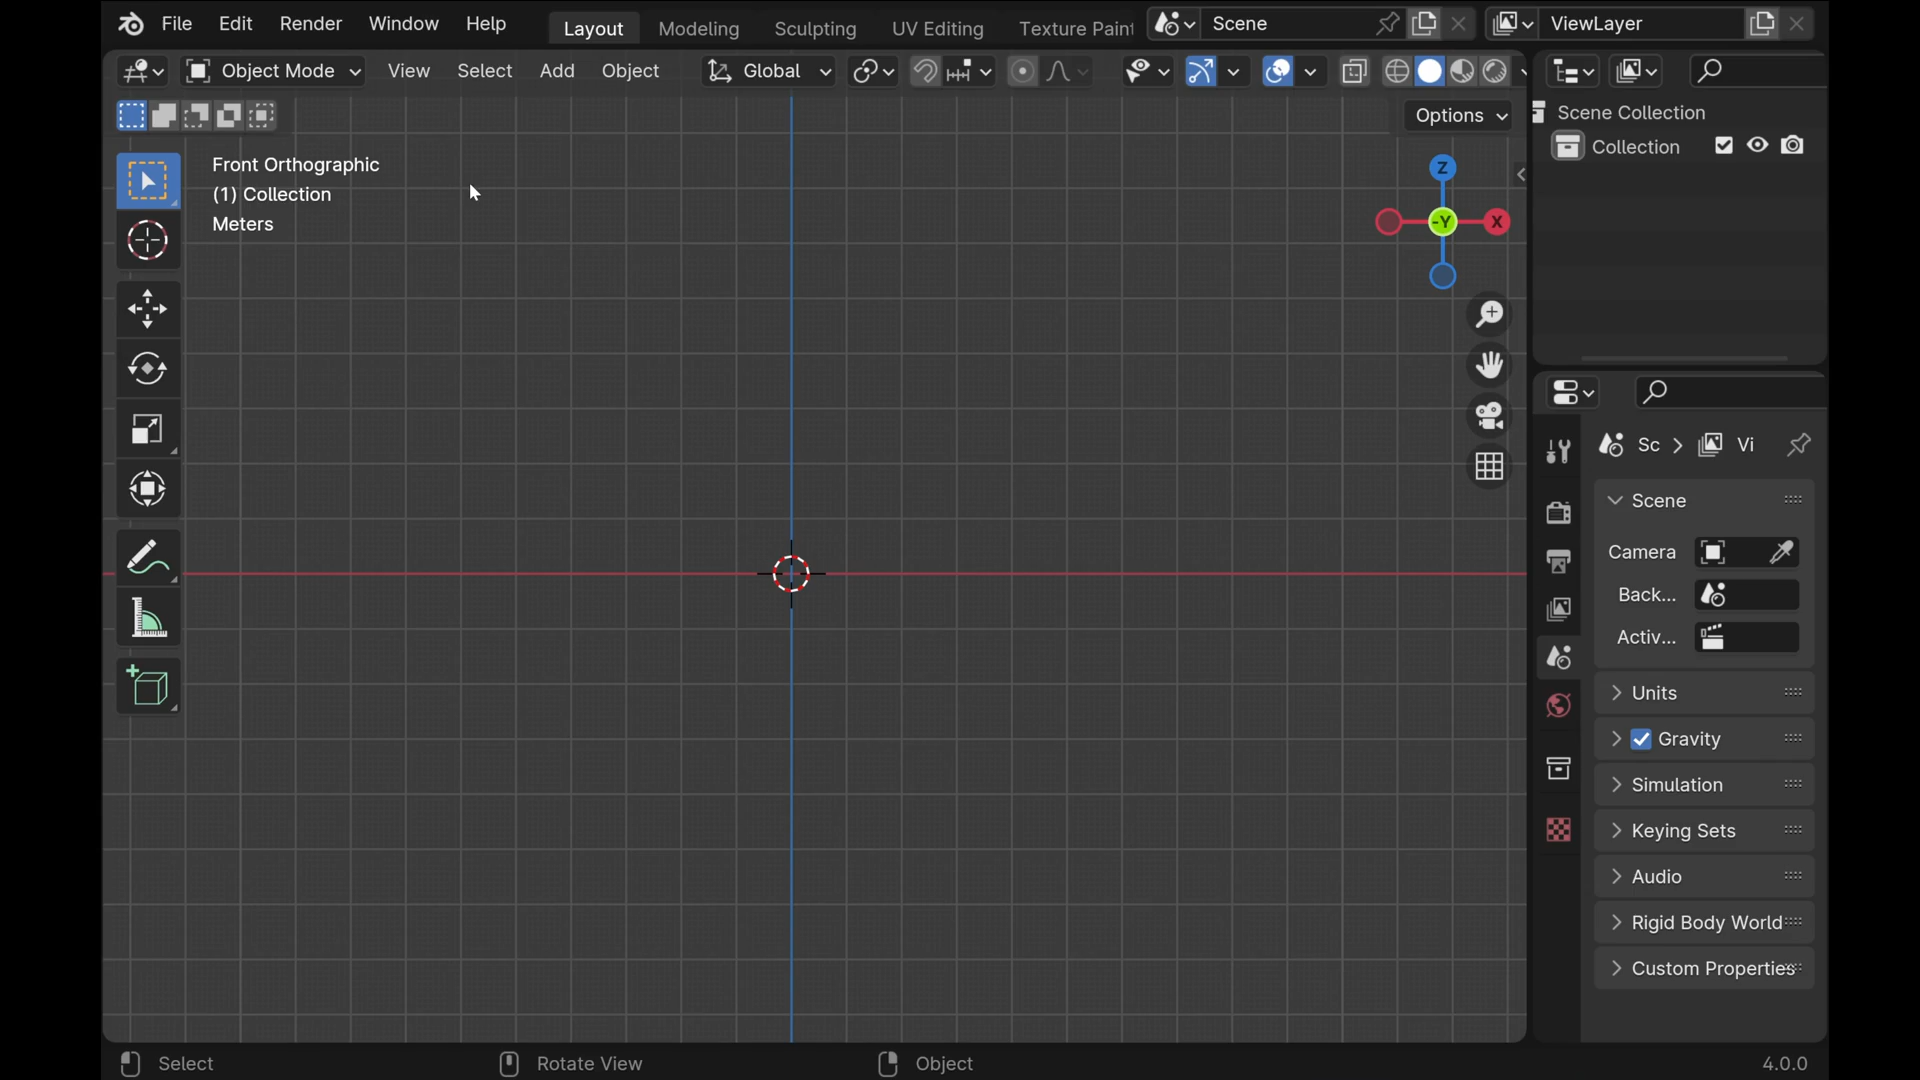 File Edit Render Window Help Layout Modeling Sculpting UV Editing Texture Paint Scene ViewLayer
Object Mode View Select Add Object Global
Options
Front Orthographic
(1) Collection
Meters
Z
-Y
X
Scene Collection
Collection
Sc Vi
Scene
Camera
Back...
Activ...
Units
Gravity
Simulation
Keying Sets
Audio
Rigid Body World
Custom Properties
Select Rotate View Object 4.0.0